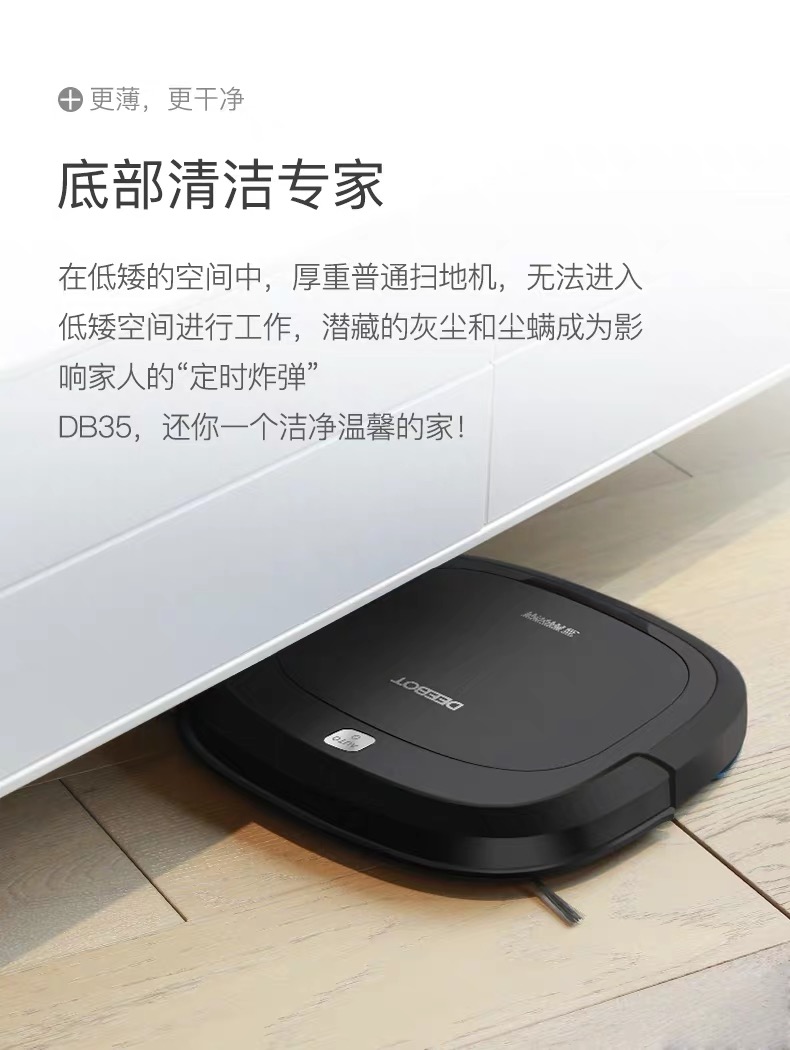 更薄，更干净
底部清洁专家
在低矮的空间中，厚重普通扫地机，无法进入
低矮空间进行工作，潜藏的灰尘和尘螨成为影
响家人的“定时炸弹”
DB35，还你一个洁净温馨的家！
DEEBOT
AUTO